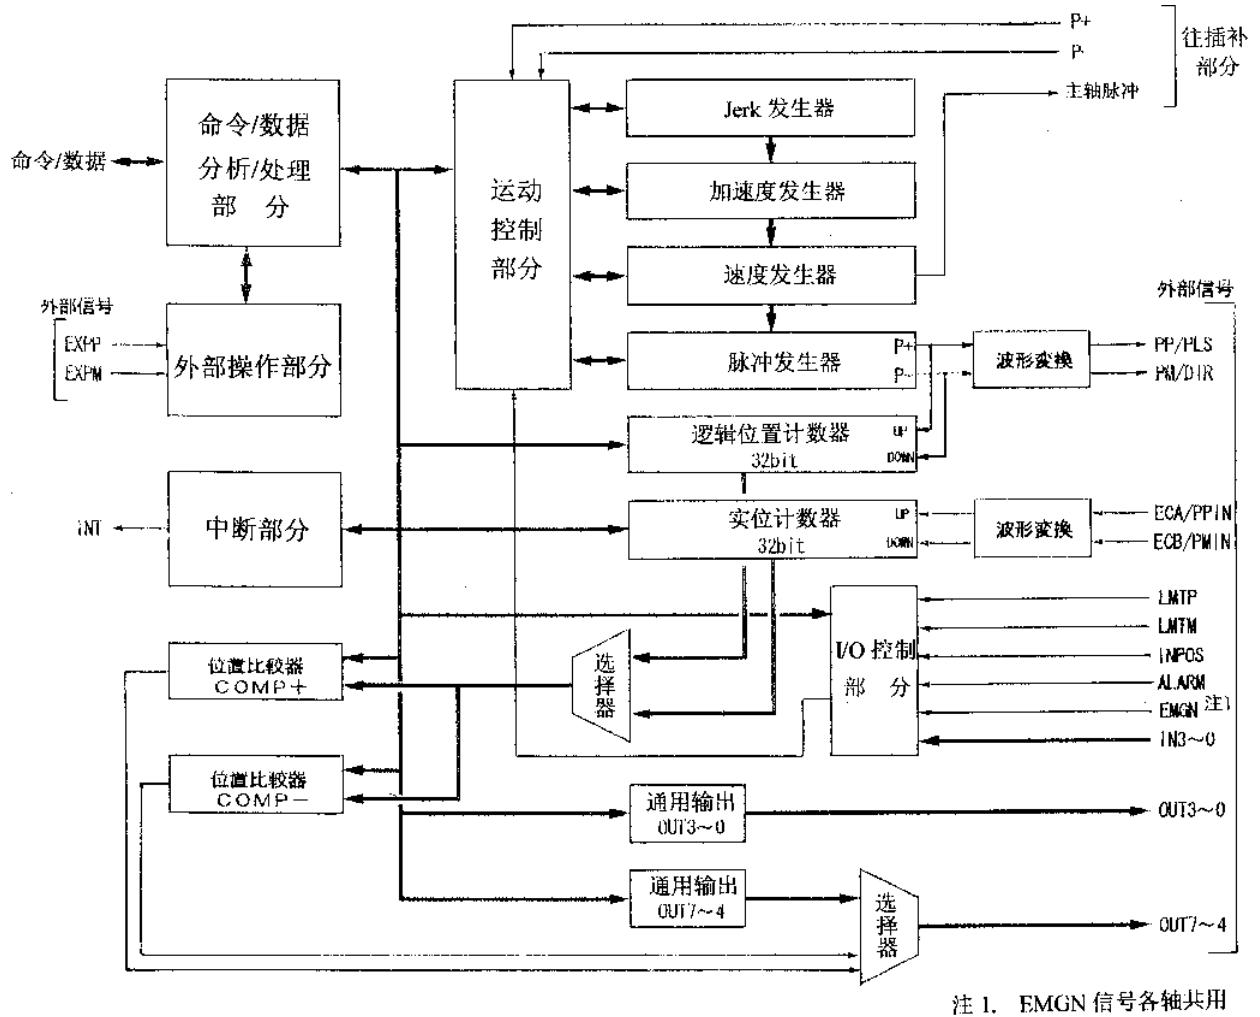 P+
P
往插补
部分
主轴脉冲
命令/数据
命令/数据
分析/处理
部 分
运动
控制
部分
Jerk 发生器
加速度发生器
速度发生器
脉冲发生器
P+
P-
波形变换
外部信号
PP/PLS
PM/DIR
外部信号
EXPP
EXPM
外部操作部分
逻辑位置计数器
32bit
UP
DOWN
INT
中断部分
实位计数器
32bit
UP
DOWN
波形变换
ECA/PPIN
ECB/PMIN
I/O 控制
部 分
LMTP
LMTM
INPOS
ALARM
EMGN 注1
IN3~0
位置比较器
COMP+
选择器
位置比较器
COMP-
通用输出
OUT3~0
OUT3~0
通用输出
OUT7~4
选择器
OUT7~4
注 1. EMGN 信号各轴共用